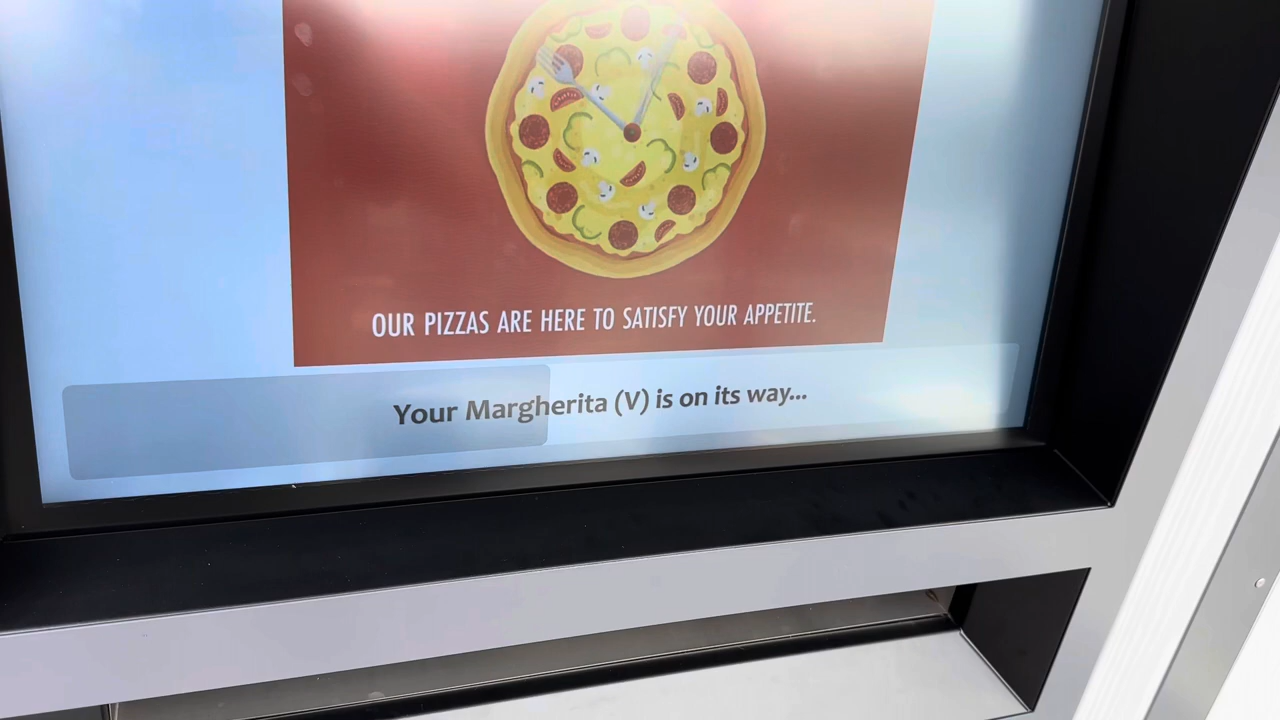 OUR PIZZAS ARE HERE TO SATISFY YOUR APPETITE.
Your Margherita (V) is on its way...